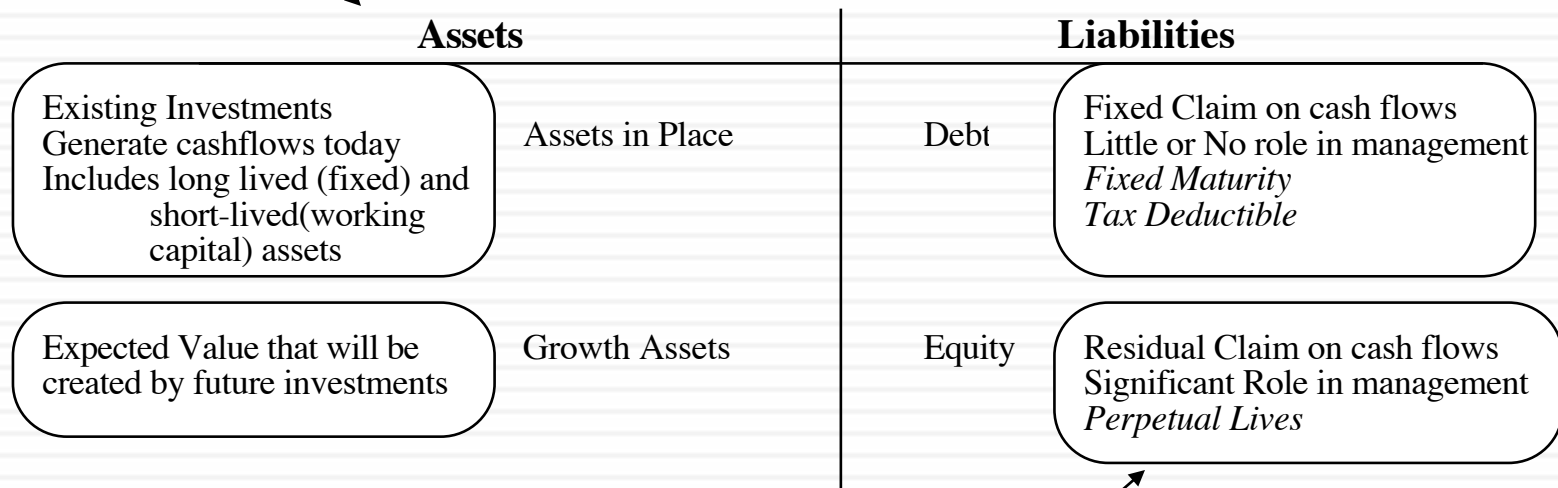 Assets
Liabilities
Existing Investments
Generate cashflows today
Includes long lived (fixed) and
short-lived(working
capital) assets
Assets in Place
Debt
Fixed Claim on cash flows
Little or No role in management
Fixed Maturity
Tax Deductible
Expected Value that will be
created by future investments
Growth Assets
Equity
Residual Claim on cash flows
Significant Role in management
Perpetual Lives